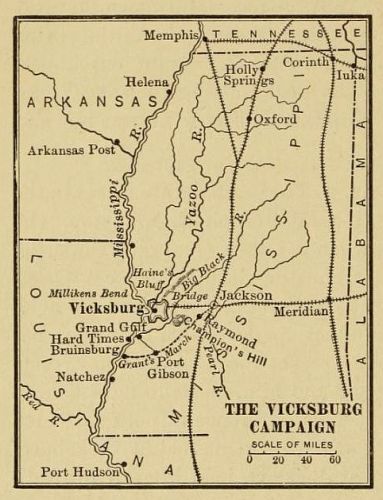 Memphis
TENNESSEE
Corinth
Iuka
Holly
Springs
Helena
ARKANSAS
Oxford
Arkansas Post
Mississippi R.
Yazoo R.
MISSISSIPPI
ALABAMA
LOUISIANA
Haine's
Bluff
Big Black R.
Millikens Bend
Bridge
Jackson
Vicksburg
Meridian
Grand Gulf
Raymond
Champion's Hill
Hard Times
Bruinsburg
Grant's March
Port
Gibson
Pearl R.
Natchez
Red R.
Port Hudson
THE VICKSBURG
CAMPAIGN
SCALE OF MILES
0 20 40 60